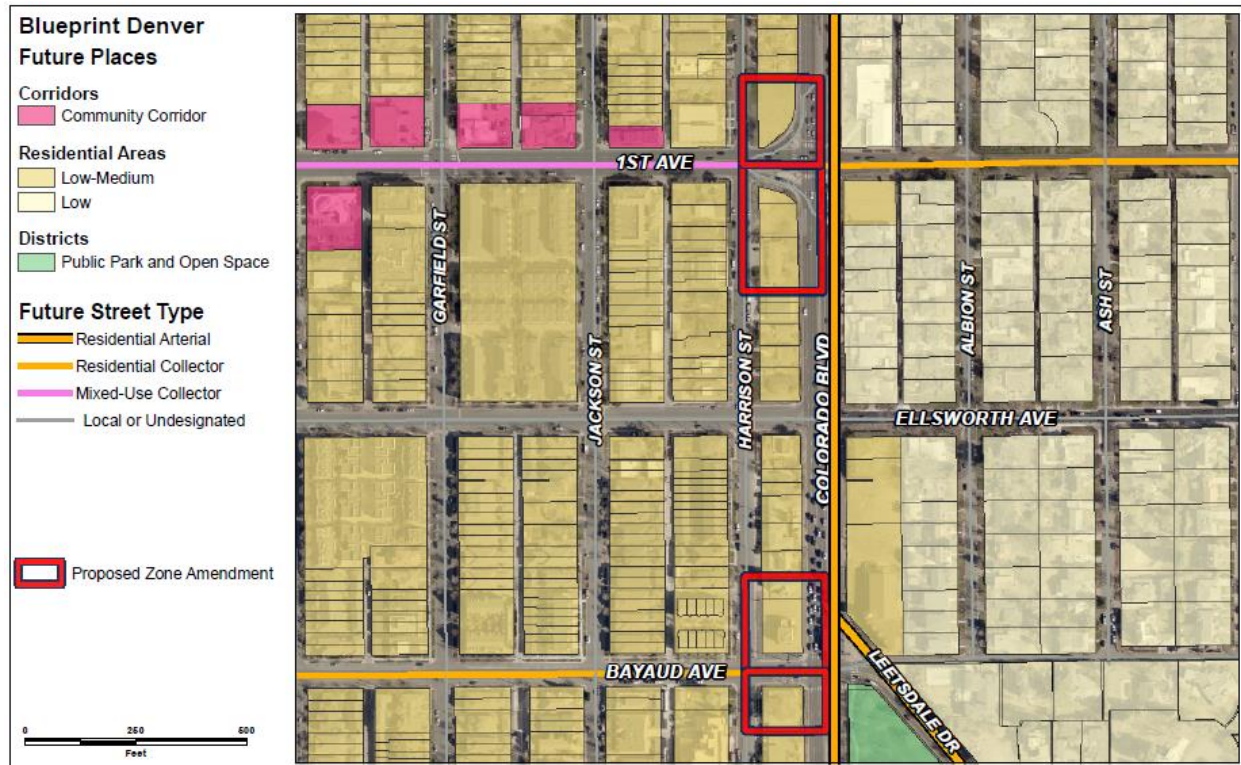 Blueprint Denver
Future Places
Corridors
Community Corridor
Residential Areas
Low-Medium
Low
Districts
Public Park and Open Space
Future Street Type
Residential Arterial
Residential Collector
Mixed-Use Collector
Local or Undesignated
Proposed Zone Amendment
0 250 500
Feet
1ST AVE
GARFIELD ST
JACKSON ST
HARRISON ST
COLORADO BLVD
ALBION ST
ASH ST
ELLSWORTH AVE
BAYAUD AVE
LEETSDALE DR